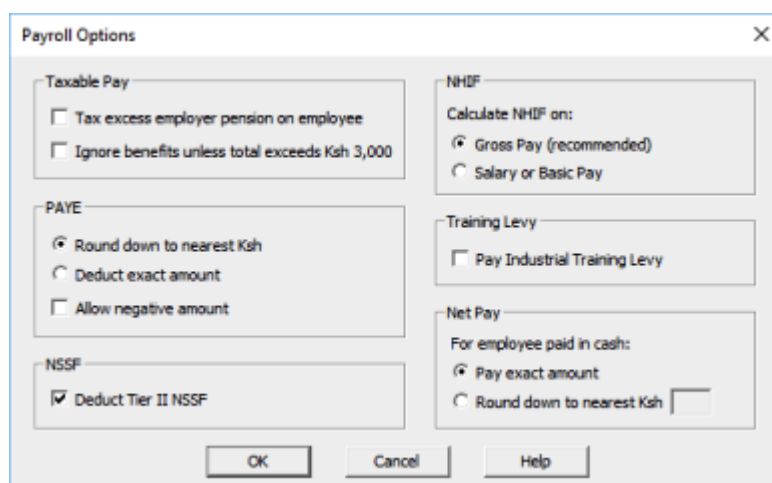 Payroll Options
Taxable Pay
Tax excess employer pension on employee
Ignore benefits unless total exceeds Ksh 3,000
PAYE
Round down to nearest Ksh
Deduct exact amount
Allow negative amount
NSSF
Deduct Tier II NSSF
NHIF
Calculate NHIF on:
Gross Pay (recommended)
Salary or Basic Pay
Training Levy
Pay Industrial Training Levy
Net Pay
For employee paid in cash:
Pay exact amount
Round down to nearest Ksh
OK
Cancel
Help